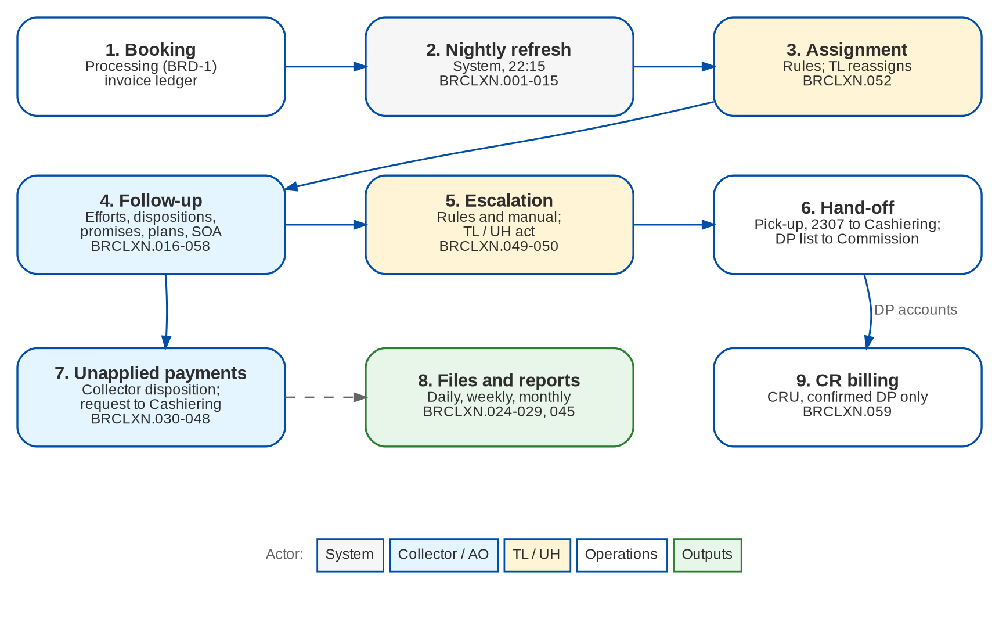 1. Booking
Processing (BRD-1)
invoice ledger
2. Nightly refresh
System, 22:15
BRCLXN.001-015
3. Assignment
Rules; TL reassigns
BRCLXN.052
4. Follow-up
Efforts, dispositions,
promises, plans, SOA
BRCLXN.016-058
5. Escalation
Rules and manual;
TL / UH act
BRCLXN.049-050
6. Hand-off
Pick-up, 2307 to Cashiering;
DP list to Commission
DP accounts
7. Unapplied payments
Collector disposition;
request to Cashiering
BRCLXN.030-048
8. Files and reports
Daily, weekly, monthly
BRCLXN.024-029, 045
9. CR billing
CRU, confirmed DP only
BRCLXN.059
Actor:
System
Collector / AO
TL / UH
Operations
Outputs